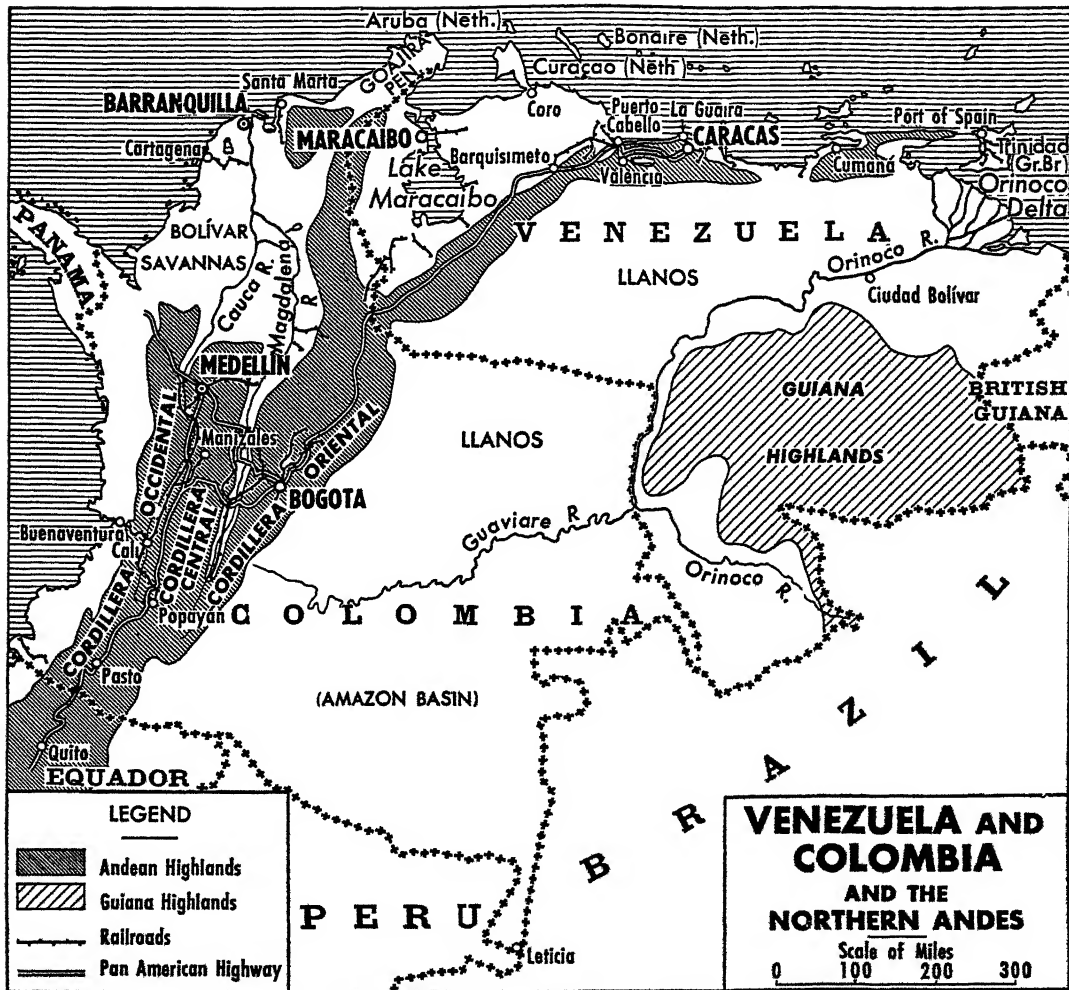 Aruba (Neth.)
Bonaire (Neth.)
Curaçao (Neth)
GOAJIRA
PEN.
Santa Marta
BARRANQUILLA
Cartagena
MARACAIBO
Coro
Puerto
Cabello
La Guaira
CARACAS
Port of Spain
Trinidad
(Gr.Br)
Orinoco
Delta
Cumaná
Barquisimeto
Valencia
Lake
Maracaibo
PANAMA
BOLÍVAR
SAVANNAS
Cauca R.
Magdalena R
VENEZUELA
LLANOS
Orinoco R.
Ciudad Bolívar
MEDELLÍN
Manizales
OCCIDENTAL
CORDILLERA
CORDILLERA
CENTRAL
CORDILLERA
ORIENTAL
BOGOTA
LLANOS
GUIANA
HIGHLANDS
BRITISH
GUIANA
Buenaventura
Cali
Guaviare R
Orinoco R.
Popayán
COLOMBIA
Pasto
(AMAZON BASIN)
BRAZIL
Quito
EQUADOR
PERU
Leticia
LEGEND
Andean Highlands
Guiana Highlands
Railroads
Pan American Highway
VENEZUELA AND
COLOMBIA
AND THE
NORTHERN ANDES
Scale of Miles
0 100 200 300